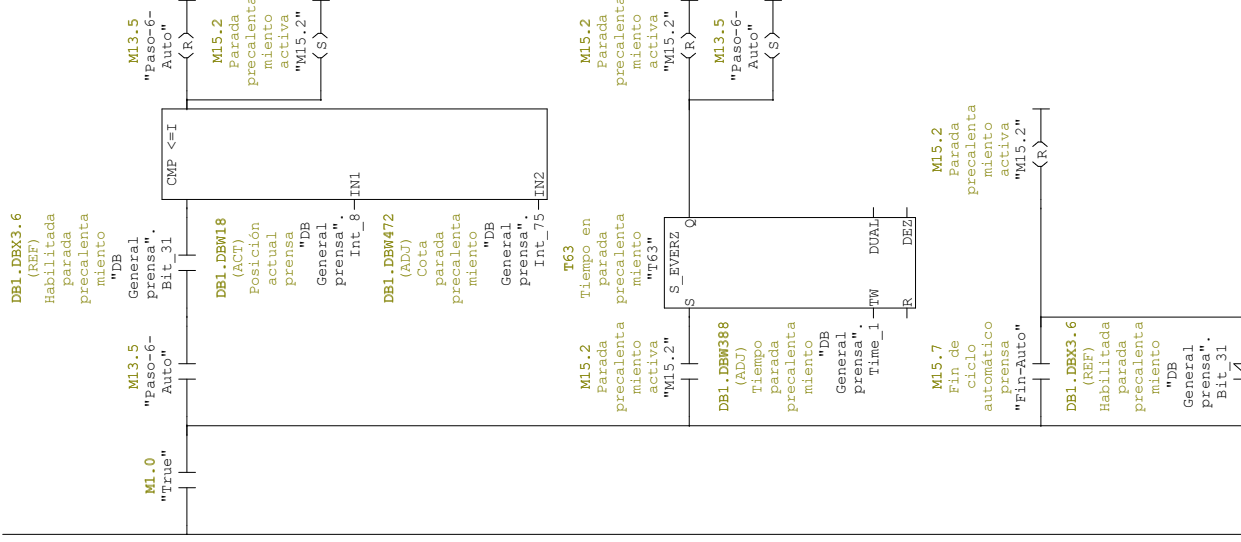 M1.0
"True"
M13.5
"Paso-6-
Auto"
DB1.DBX3.6
(REF)
Habilitada
parada
precalenta
miento
"DB
General
prensa".
Bit_31
CMP <=I
DB1.DBW18
(ACT)
Posición
actual
prensa
"DB
General
prensa".
Int_8
IN1
DB1.DBW472
(ADJ)
Cota
parada
precalenta
miento
"DB
General
prensa".
Int_75
IN2
M13.5
"Paso-6-
Auto"
R
M15.2
Parada
precalenta
miento
activa
"M15.2"
S
M15.2
Parada
precalenta
miento
activa
"M15.2"
T63
Tiempo en
parada
precalenta
miento
"T63"
S_EVERZ
S
Q
DB1.DBW388
(ADJ)
Tiempo
parada
precalenta
miento
"DB
General
prensa".
Time_1
TW
DUAL
R
DEZ
M15.2
Parada
precalenta
miento
activa
"M15.2"
R
M13.5
"Paso-6-
Auto"
S
M15.7
Fin de
ciclo
automático
prensa
"Fin-Auto"
M15.2
Parada
precalenta
miento
activa
"M15.2"
R
DB1.DBX3.6
(REF)
Habilitada
parada
precalenta
miento
"DB
General
prensa".
Bit_31